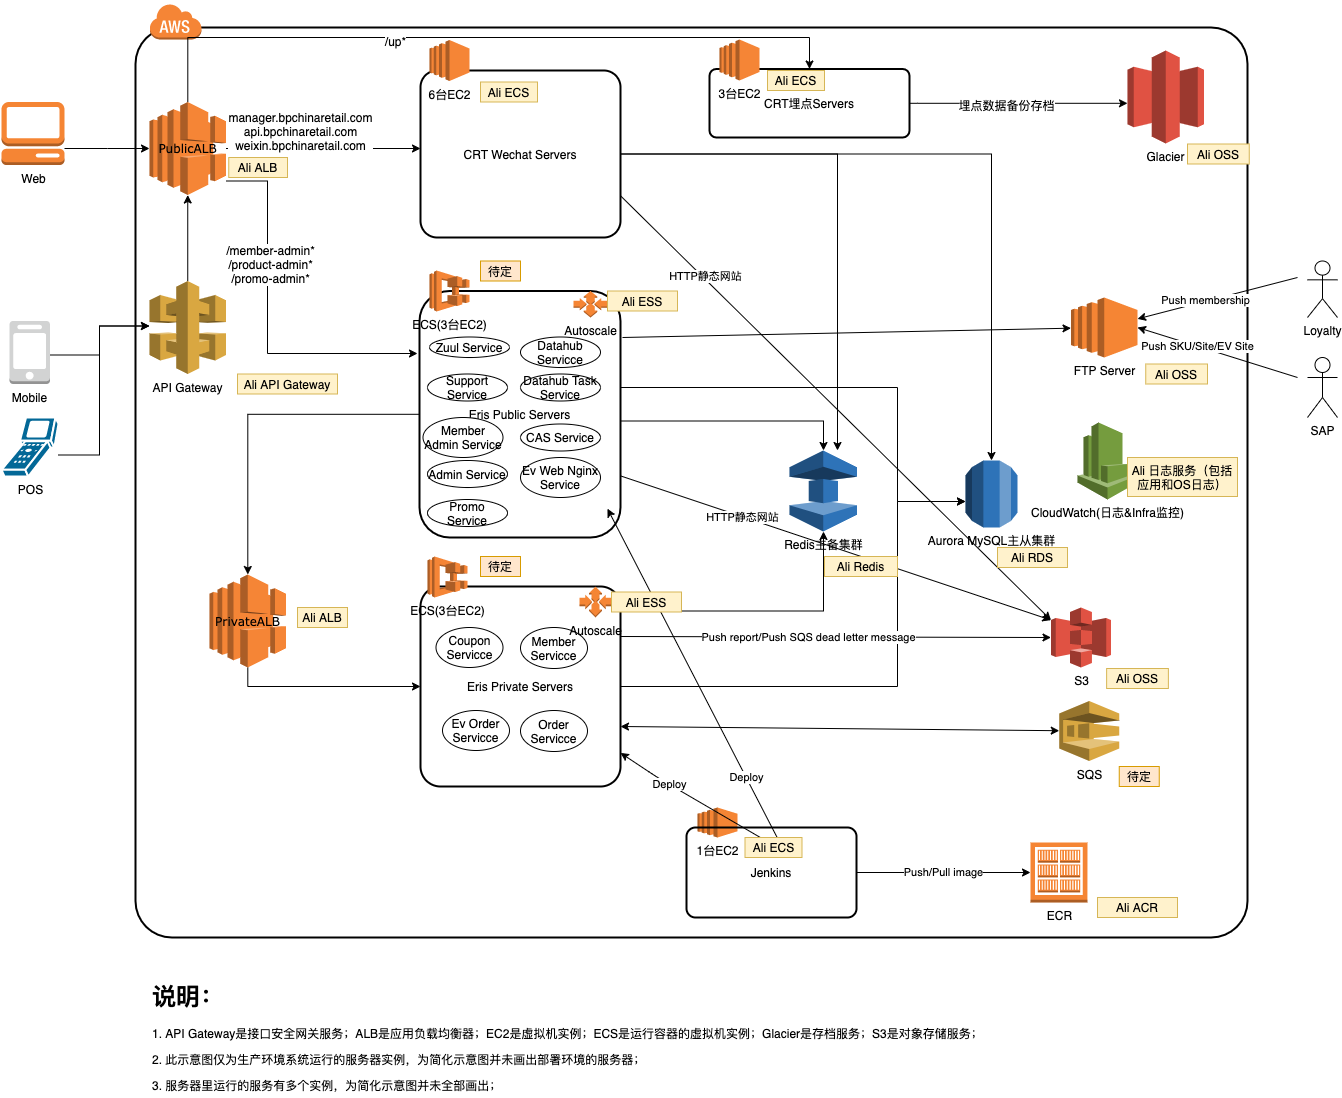 AWS
/up*
6台EC2
Ali ECS
3台EC2
Ali ECS
CRT埋点Servers
埋点数据备份存档
Glacier
Ali OSS
Web
PublicALB
manager.bpchinaretail.com
api.bpchinaretail.com
weixin.bpchinaretail.com
Ali ALB
CRT Wechat Servers
/member-admin*
/product-admin*
/promo-admin*
HTTP静态网站
待定
ECS(3台EC2)
Ali ESS
Autoscale
Push membership
Loyalty
Push SKU/Site/EV Site
SAP
FTP Server
Ali OSS
Mobile
API Gateway
Ali API Gateway
POS
Zuul Service
Datahub
Servicce
Support
Service
Datahub Task
Service
Eris Public Servers
Member
Admin Service
CAS Service
Admin Service
Ev Web Nginx
Service
Promo
Service
HTTP静态网站
Redis主备集群
Ali Redis
Aurora MySQL主从集群
Ali RDS
Ali 日志服务（包括
应用和OS日志）
CloudWatch(日志&Infra监控)
待定
ECS(3台EC2)
Ali ESS
Autoscale
PrivateALB
Ali ALB
Coupon
Servicce
Member
Servicce
Eris Private Servers
Ev Order
Servicce
Order
Servicce
Push report/Push SQS dead letter message
S3
Ali OSS
SQS
待定
Deploy
Deploy
1台EC2
Ali ECS
Jenkins
Push/Pull image
ECR
Ali ACR
说明：
1. API Gateway是接口安全网关服务；ALB是应用负载均衡器；EC2是虚拟机实例；ECS是运行容器的虚拟机实例；Glacier是存档服务；S3是对象存储服务；
2. 此示意图仅为生产环境系统运行的服务器实例，为简化示意图并未画出部署环境的服务器；
3. 服务器里运行的服务有多个实例，为简化示意图并未全部画出；